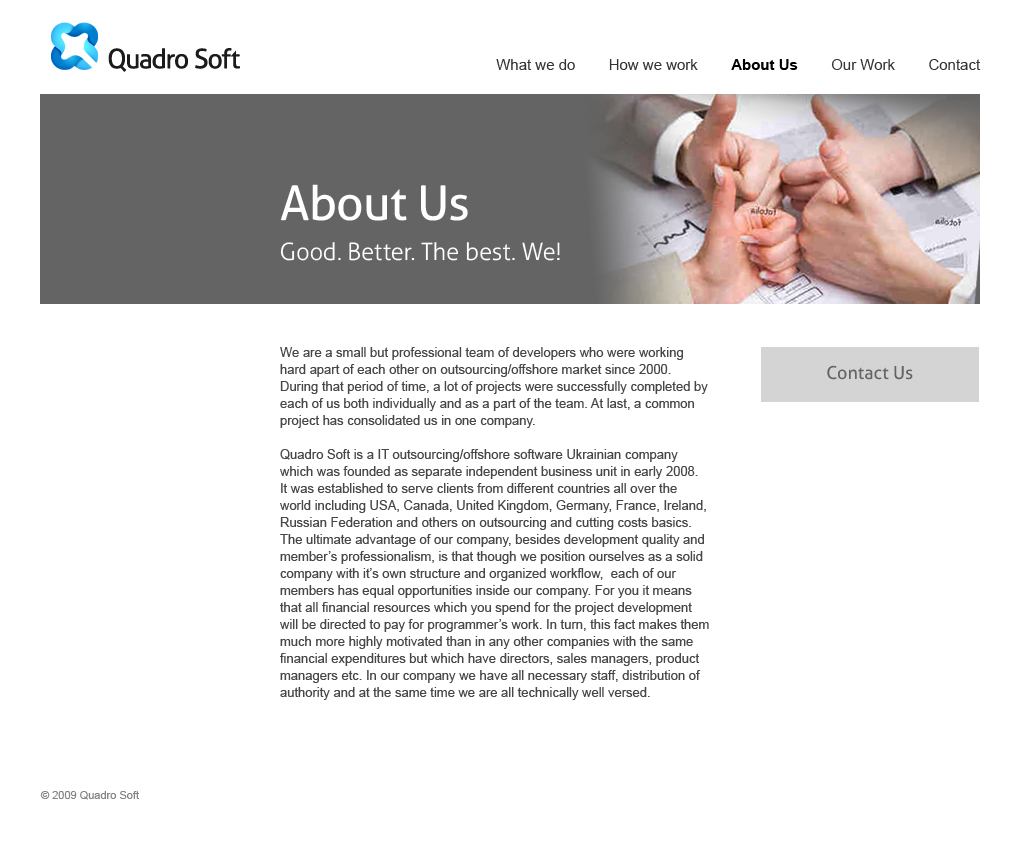 Quadro Soft
What we do How we work About Us Our Work Contact
About Us
Good. Better. The best. We!
fotolia
fotolia
We are a small but professional team of developers who were working
hard apart of each other on outsourcing/offshore market since 2000.
During that period of time, a lot of projects were successfully completed by
each of us both individually and as a part of the team. At last, a common
project has consolidated us in one company.
Contact Us
Quadro Soft is a IT outsourcing/offshore software Ukrainian company
which was founded as separate independent business unit in early 2008.
It was established to serve clients from different countries all over the
world including USA, Canada, United Kingdom, Germany, France, Ireland,
Russian Federation and others on outsourcing and cutting costs basics.
The ultimate advantage of our company, besides development quality and
member’s professionalism, is that though we position ourselves as a solid
company with it’s own structure and organized workflow,  each of our
members has equal opportunities inside our company. For you it means
that all financial resources which you spend for the project development
will be directed to pay for programmer’s work. In turn, this fact makes them
much more highly motivated than in any other companies with the same
financial expenditures but which have directors, sales managers, product
managers etc. In our company we have all necessary staff, distribution of
authority and at the same time we are all technically well versed.
© 2009 Quadro Soft